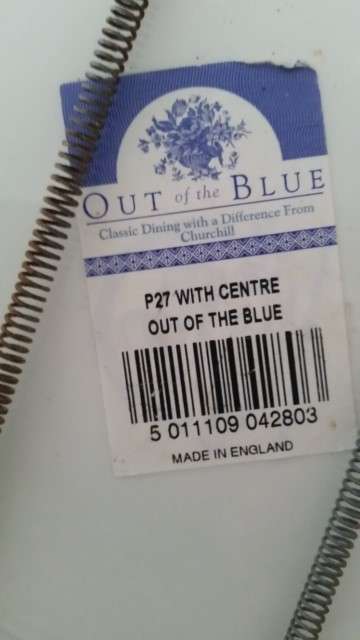 OUT of the BLUE
Classic Dining with a Difference From
Churchill
P27 WITH CENTRE
OUT OF THE BLUE
5 011109 042803
MADE IN ENGLAND